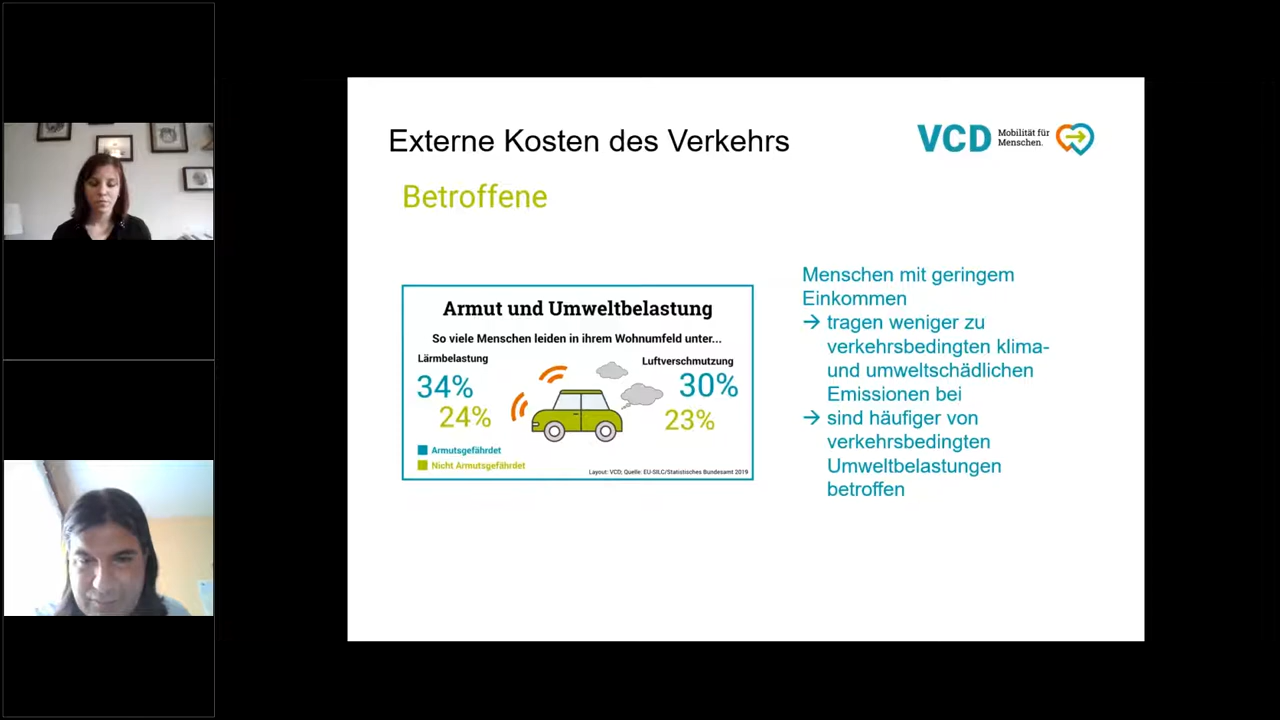 Externe Kosten des Verkehrs
VCD
Mobilität für
Menschen.
Betroffene
Armut und Umweltbelastung
So viele Menschen leiden in ihrem Wohnumfeld unter...
Lärmbelastung
34%
24%
Luftverschmutzung
30%
23%
Armutsgefährdet
Nicht Armutsgefährdet
Layout: VCD; Quelle: EU-SILC/Statistisches Bundesamt 2019
Menschen mit geringem
Einkommen
→ tragen weniger zu
verkehrsbedingten klima-
und umweltschädlichen
Emissionen bei
→ sind häufiger von
verkehrsbedingten
Umweltbelastungen
betroffen